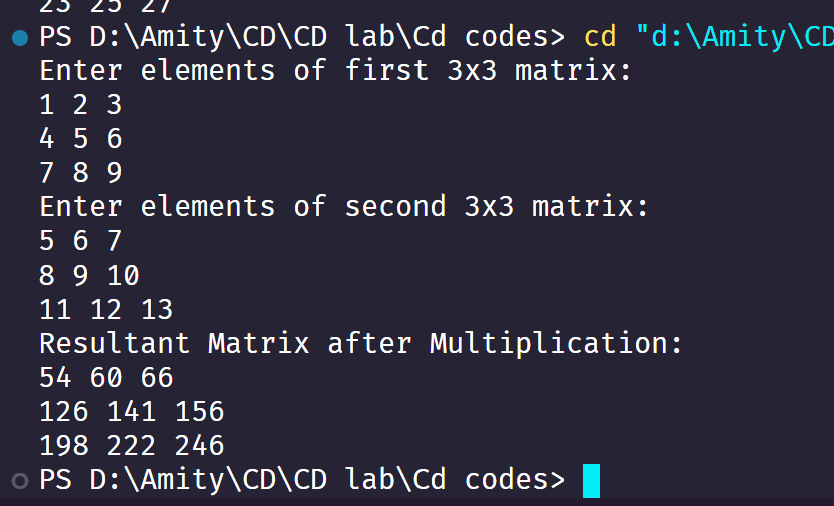 23 25 27
PS D:\Amity\CD\CD lab\Cd codes> cd "d:\Amity\CD
Enter elements of first 3x3 matrix:
1 2 3
4 5 6
7 8 9
Enter elements of second 3x3 matrix:
5 6 7
8 9 10
11 12 13
Resultant Matrix after Multiplication:
54 60 66
126 141 156
198 222 246
PS D:\Amity\CD\CD lab\Cd codes>